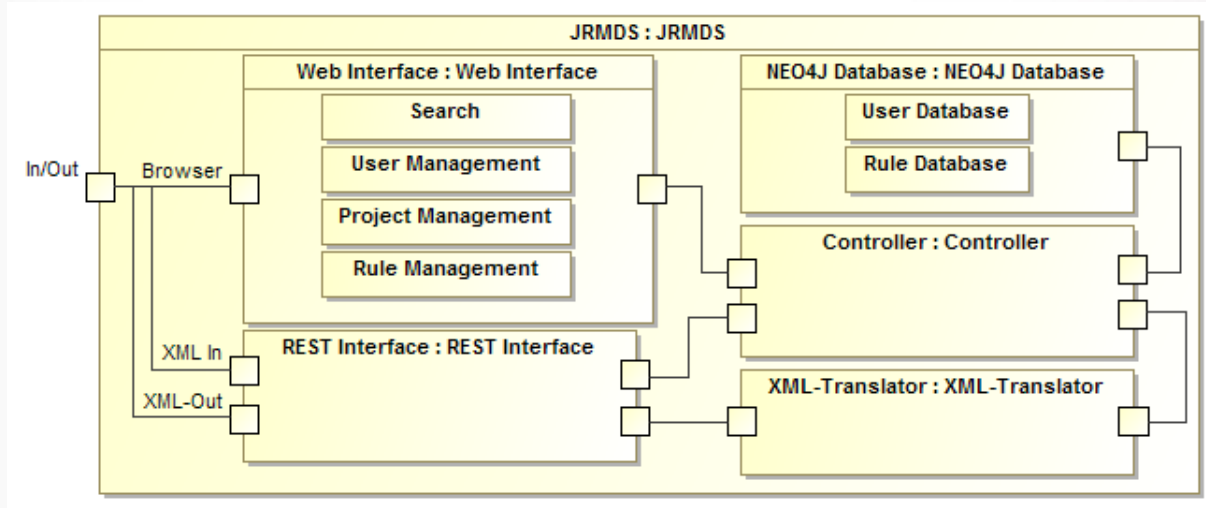 JRMDS : JRMDS
Web Interface : Web Interface
Search
User Management
Project Management
Rule Management
NEO4J Database : NEO4J Database
User Database
Rule Database
In/Out
Browser
Controller : Controller
XML In
XML-Out
REST Interface : REST Interface
XML-Translator : XML-Translator